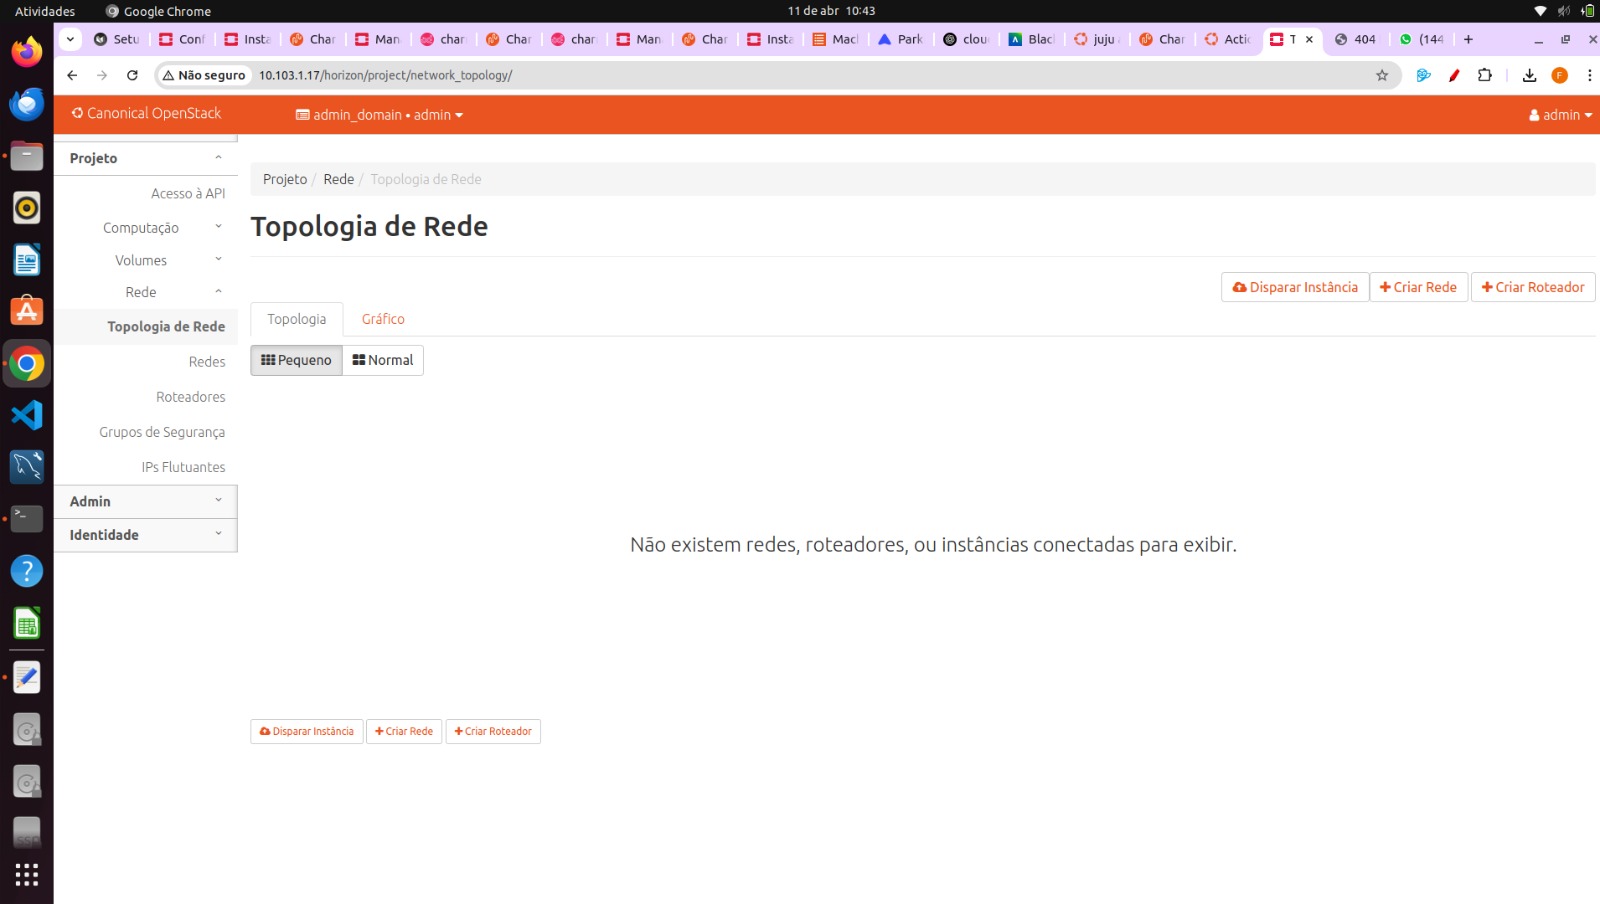 Atividades
Google Chrome
11 de abr 10:43
Setu
Conf
Insta
Char
Man
char
Char
char
Man
Char
Insta
Macl
Park
clou
Blacl
juju
Char
Actio
T
404
(144
Não seguro
10.103.1.17/horizon/project/network_topology/
F
Canonical OpenStack
admin_domain • admin
admin
Projeto
Acesso à API
Computação
Volumes
Rede
Topologia de Rede
Redes
Roteadores
Grupos de Segurança
IPs Flutuantes
Admin
Identidade
Projeto / Rede / Topologia de Rede
Topologia de Rede
Disparar Instância
Criar Rede
Criar Roteador
Topologia
Gráfico
Pequeno
Normal
Não existem redes, roteadores, ou instâncias conectadas para exibir.
Disparar Instância
Criar Rede
Criar Roteador